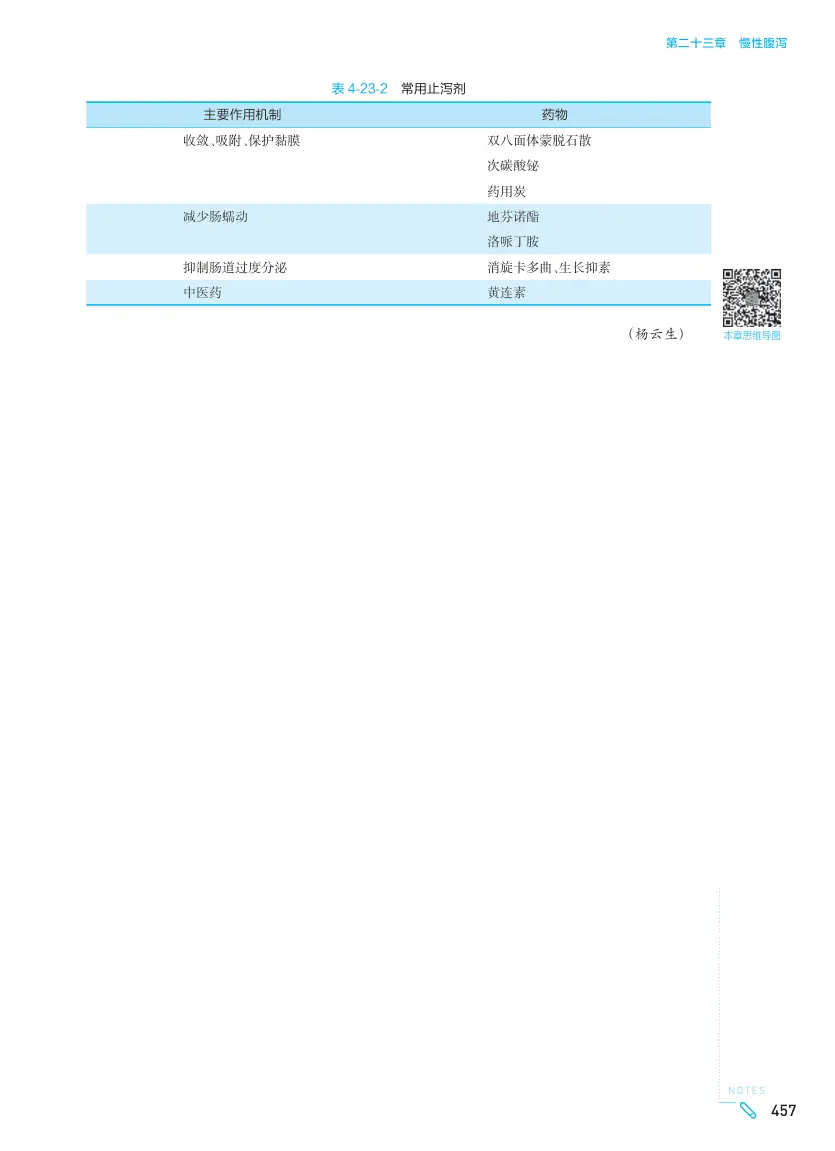 第二十三章　慢性腹泻
表 4-23-2　常用止泻剂
主要作用机制　药物
收敛、吸附、保护黏膜　双八面体蒙脱石散
次碳酸铋
药用炭
减少肠蠕动　地芬诺酯
洛哌丁胺
抑制肠道过度分泌　消旋卡多曲、生长抑素
中医药　黄连素
（杨云生）
本章思维导图
NOTES
457